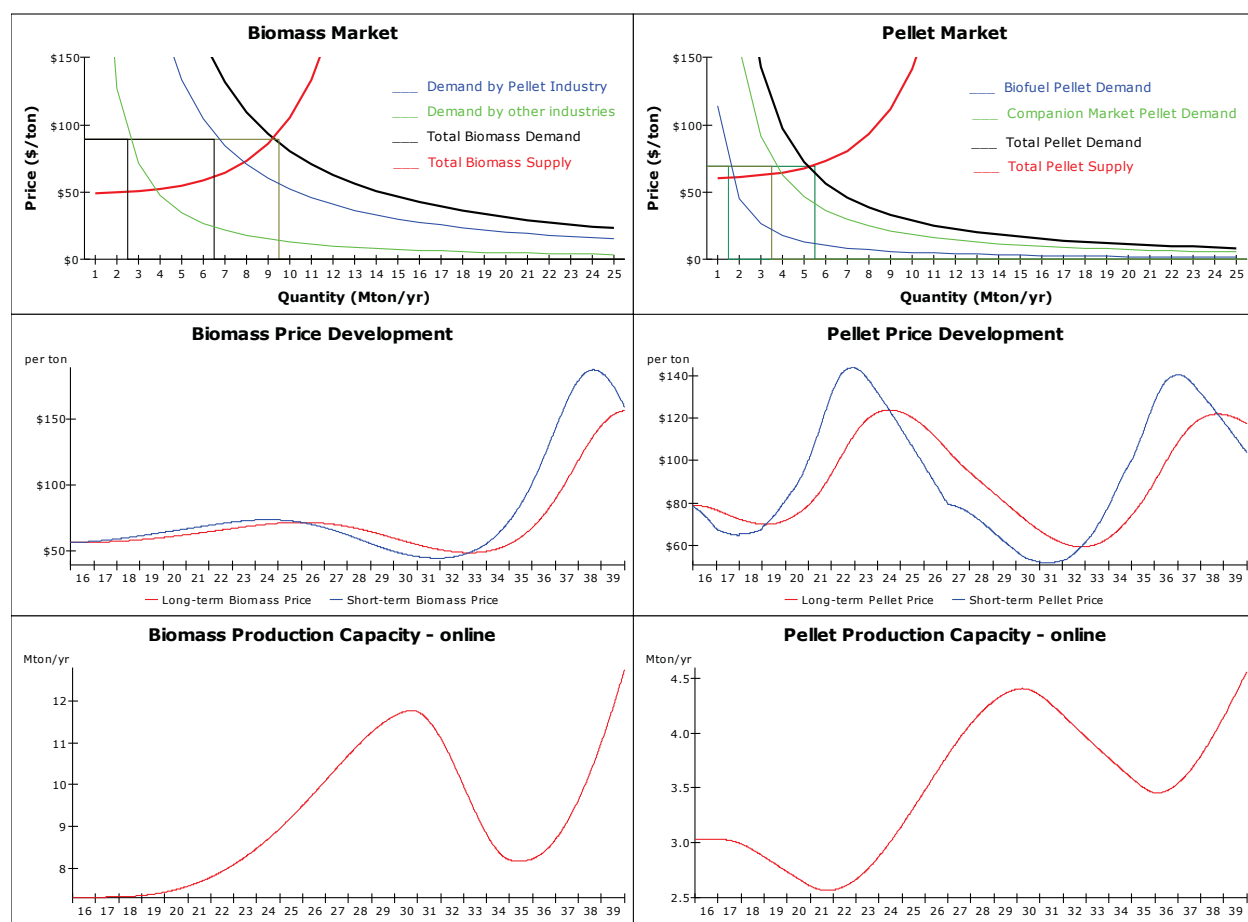 Biomass Market
Price ($/ton)
$150
$100
$50
$0
____ Demand by Pellet Industry
____ Demand by other industries
____ Total Biomass Demand
____ Total Biomass Supply
1 2 3 4 5 6 7 8 9 10 11 12 13 14 15 16 17 18 19 20 21 22 23 24 25
Quantity (Mton/yr)
Pellet Market
Price ($/ton)
$150
$100
$50
$0
____ Biofuel Pellet Demand
____ Companion Market Pellet Demand
____ Total Pellet Demand
____ Total Pellet Supply
1 2 3 4 5 6 7 8 9 10 11 12 13 14 15 16 17 18 19 20 21 22 23 24 25
Quantity (Mton/yr)
Biomass Price Development
per ton
$150
$100
$50
16 17 18 19 20 21 22 23 24 25 26 27 28 29 30 31 32 33 34 35 36 37 38 39
Long-term Biomass Price Short-term Biomass Price
Pellet Price Development
per ton
$140
$120
$100
$80
$60
16 17 18 19 20 21 22 23 24 25 26 27 28 29 30 31 32 33 34 35 36 37 38 39
Long-term Pellet Price Short-term Pellet Price
Biomass Production Capacity - online
Mton/yr
12
11
10
9
8
16 17 18 19 20 21 22 23 24 25 26 27 28 29 30 31 32 33 34 35 36 37 38 39
Pellet Production Capacity - online
Mton/yr
4.5
4.0
3.5
3.0
2.5
16 17 18 19 20 21 22 23 24 25 26 27 28 29 30 31 32 33 34 35 36 37 38 39